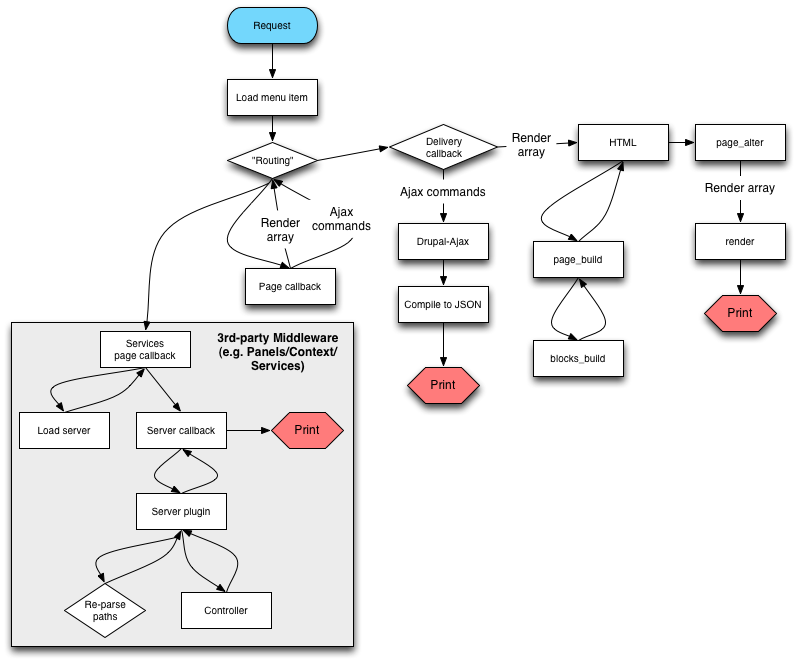 Request
Load menu item
"Routing"
Delivery
callback
Render
array
HTML
page_alter
Ajax commands
Render array
Render
array
Ajax
commands
Drupal-Ajax
page_build
render
Page callback
Compile to JSON
Print
3rd-party Middleware
(e.g. Panels/Context/
Services)
Services
page callback
blocks_build
Print
Load server
Server callback
Print
Server plugin
Re-parse
paths
Controller